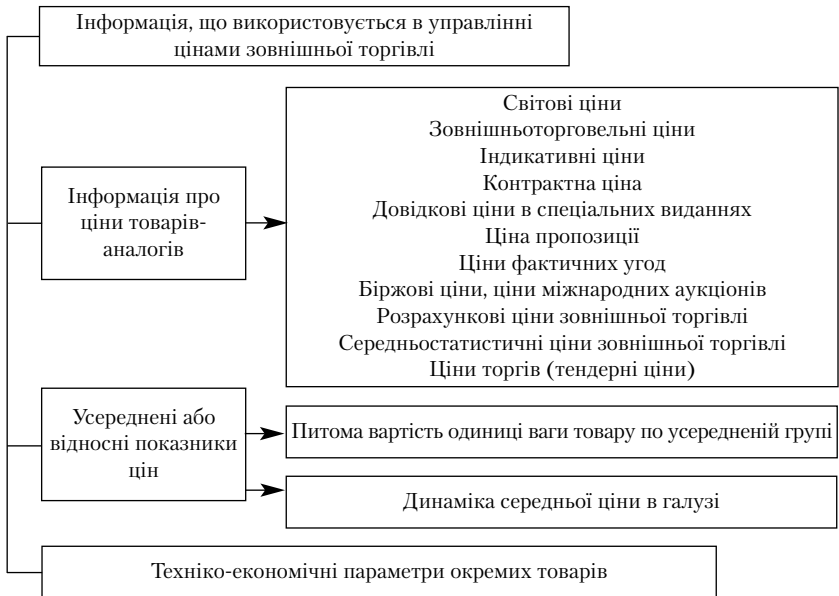 Інформація, що використовується в управлінні
цінами зовнішньої торгівлі
Інформація про
ціни товарів-
аналогів
Світові ціни
Зовнішньоторговельні ціни
Індикативні ціни
Контрактна ціна
Довідкові ціни в спеціальних виданнях
Ціна пропозиції
Ціни фактичних угод
Біржові ціни, ціни міжнародних аукціонів
Розрахункові ціни зовнішньої торгівлі
Середньостатистичні ціни зовнішньої торгівлі
Ціни торгів (тендерні ціни)
Усереднені або
відносні показники
цін
Питома вартість одиниці ваги товару по усередненій групі
Динаміка середньої ціни в галузі
Техніко-економічні параметри окремих товарів